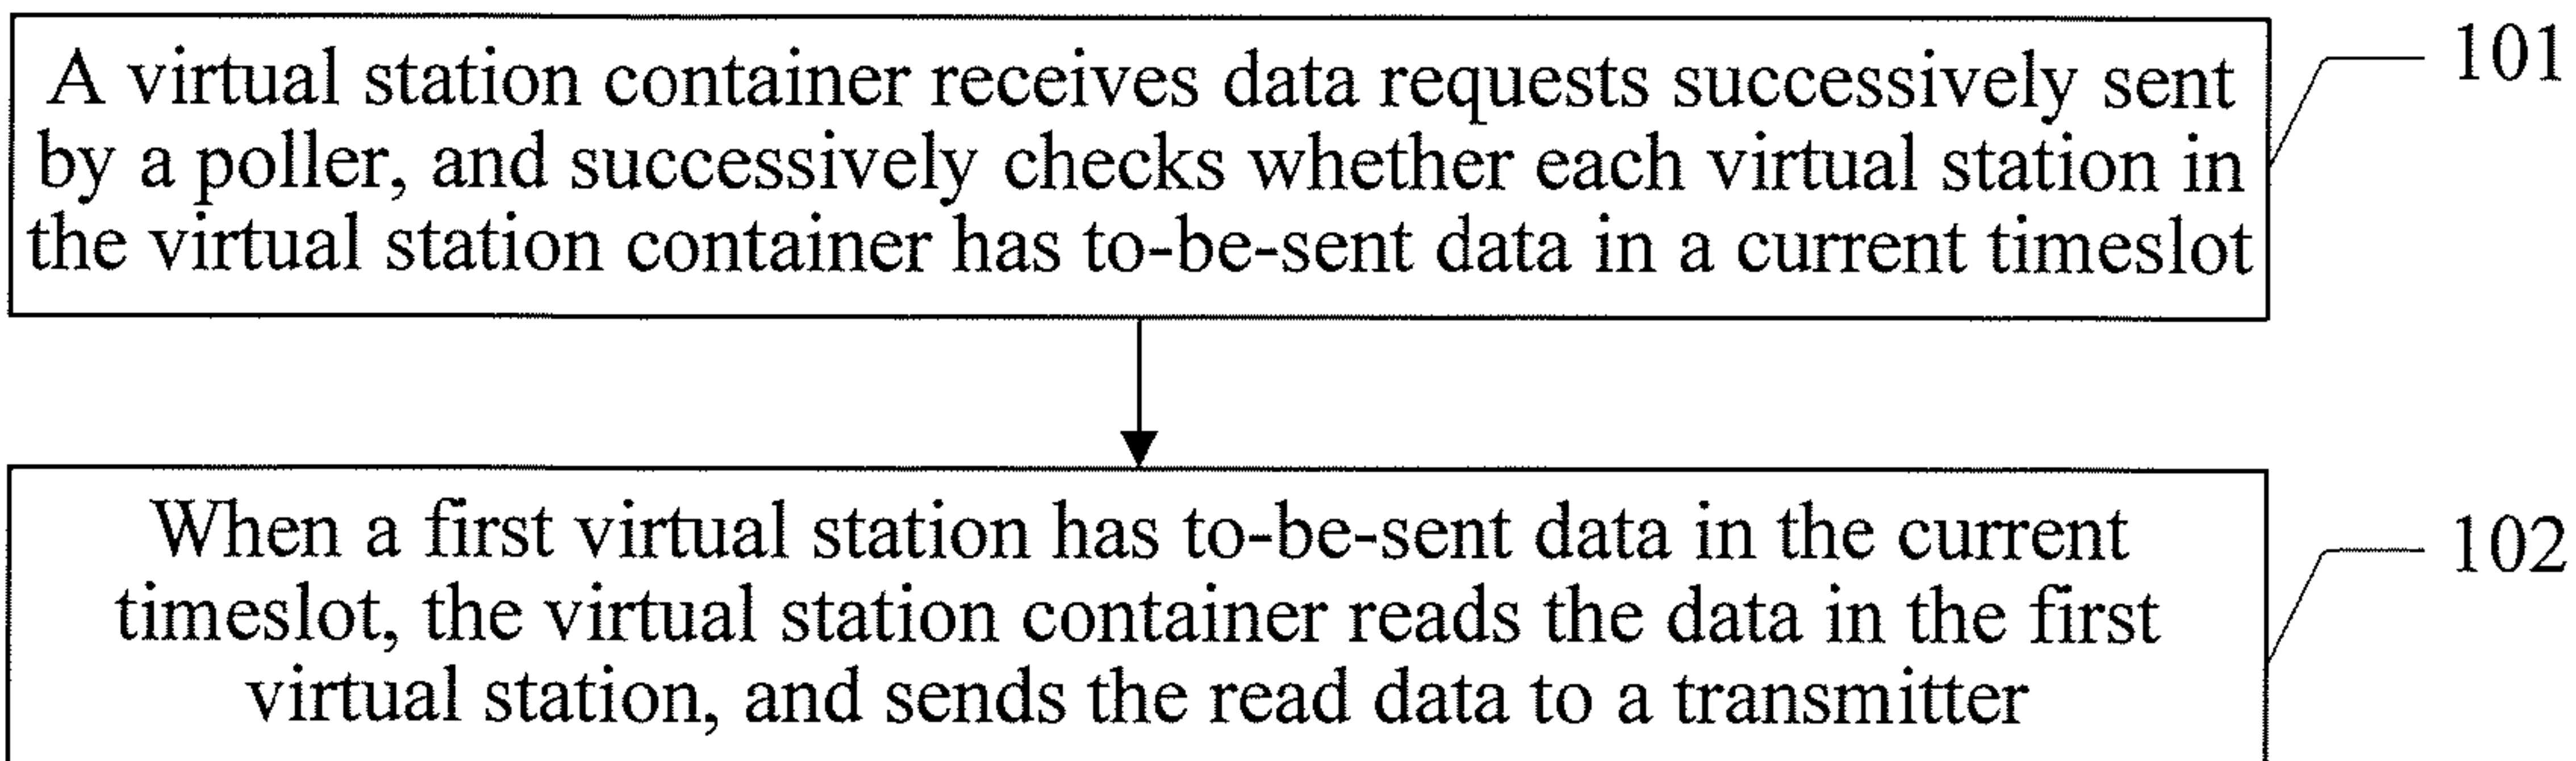 A virtual station container receives data requests successively sent
by a poller, and successively checks whether each virtual station in
the virtual station container has to-be-sent data in a current timeslot
101
When a first virtual station has to-be-sent data in the current
timeslot, the virtual station container reads the data in the first
virtual station, and sends the read data to a transmitter
102